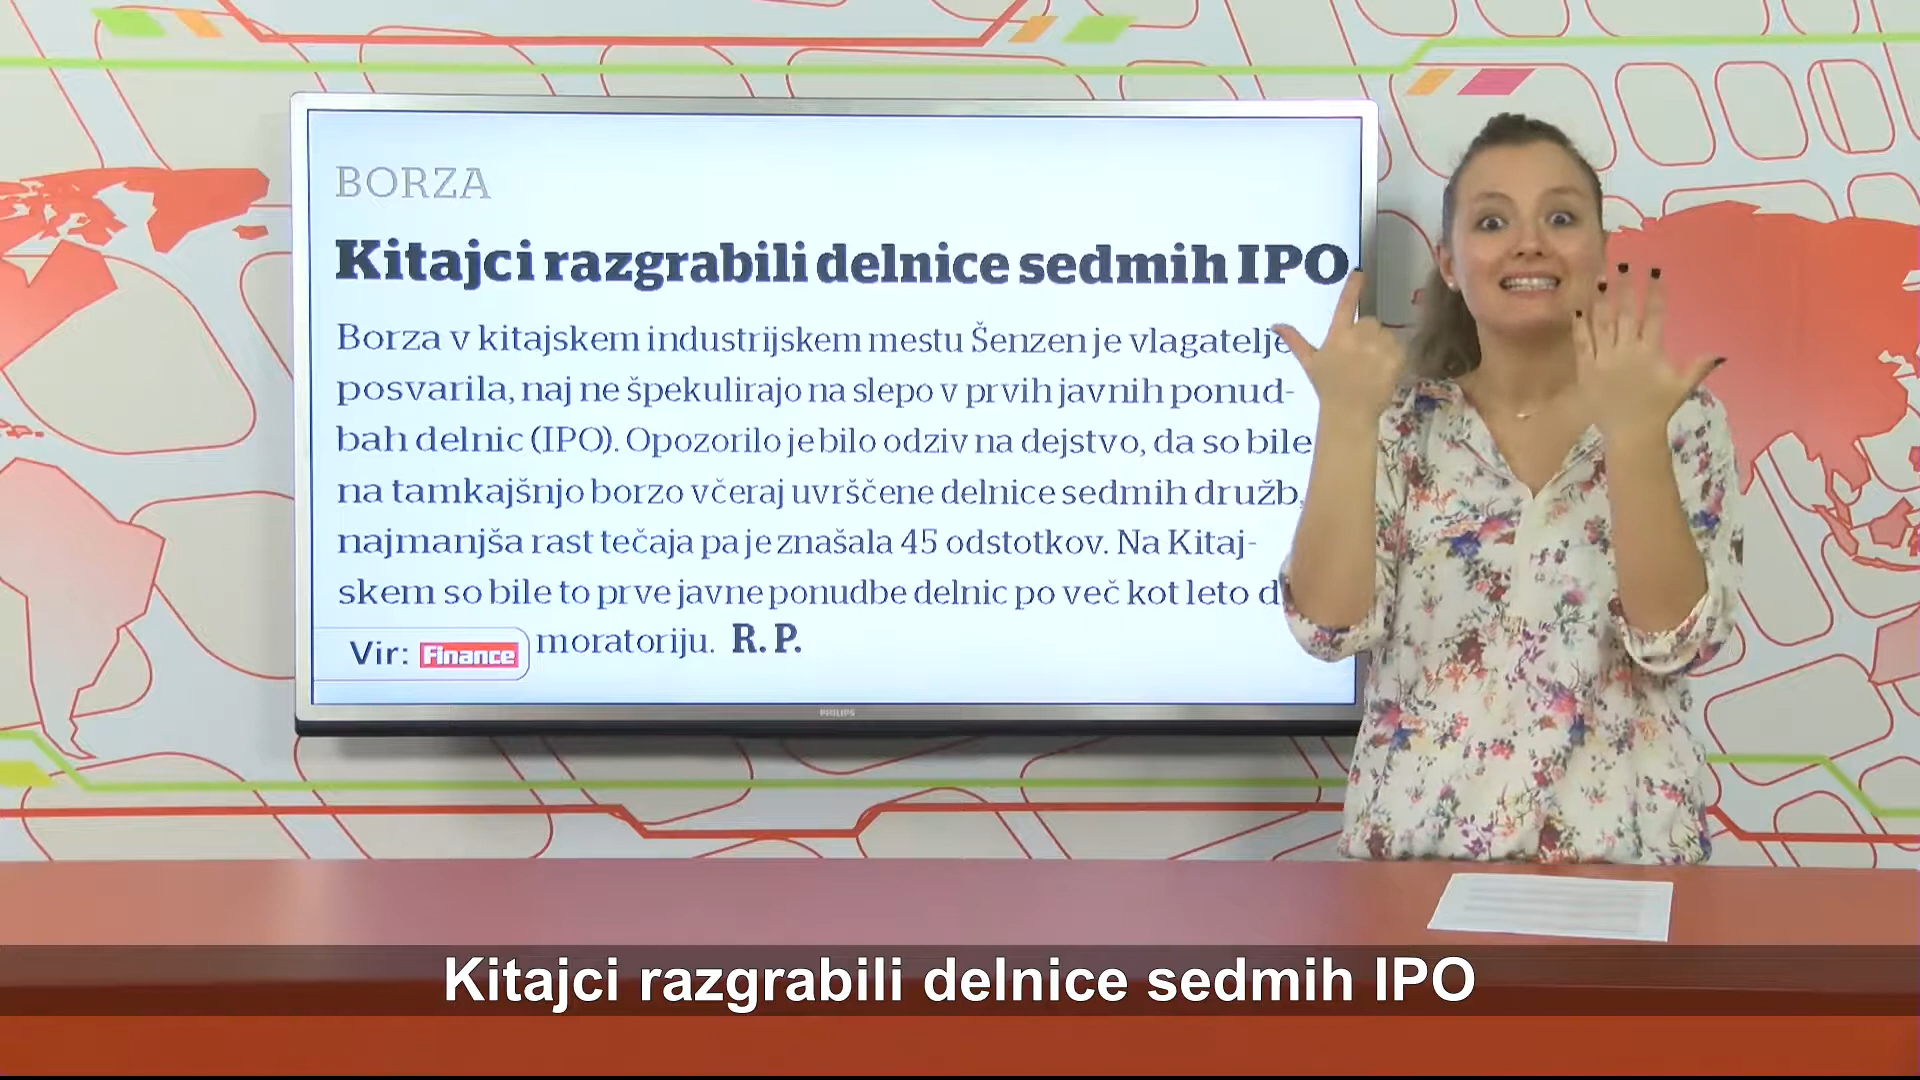 BORZA
Kitajci razgrabili delnice sedmih IPO
Borza v kitajskem industrijskem mestu Šenzen je vlagatelje
posvarila, naj ne špekulirajo na slepo v prvih javnih ponud-
bah delnic (IPO). Opozorilo je bilo odziv na dejstvo, da so bile
na tamkajšnjo borzo včeraj uvrščene delnice sedmih družb,
najmanjša rast tečaja pa je znašala 45 odstotkov. Na Kitaj-
skem so bile to prve javne ponudbe delnic po več kot leto d
moratoriju. R. P.
Vir: Finance
PHILIPS
Kitajci razgrabili delnice sedmih IPO